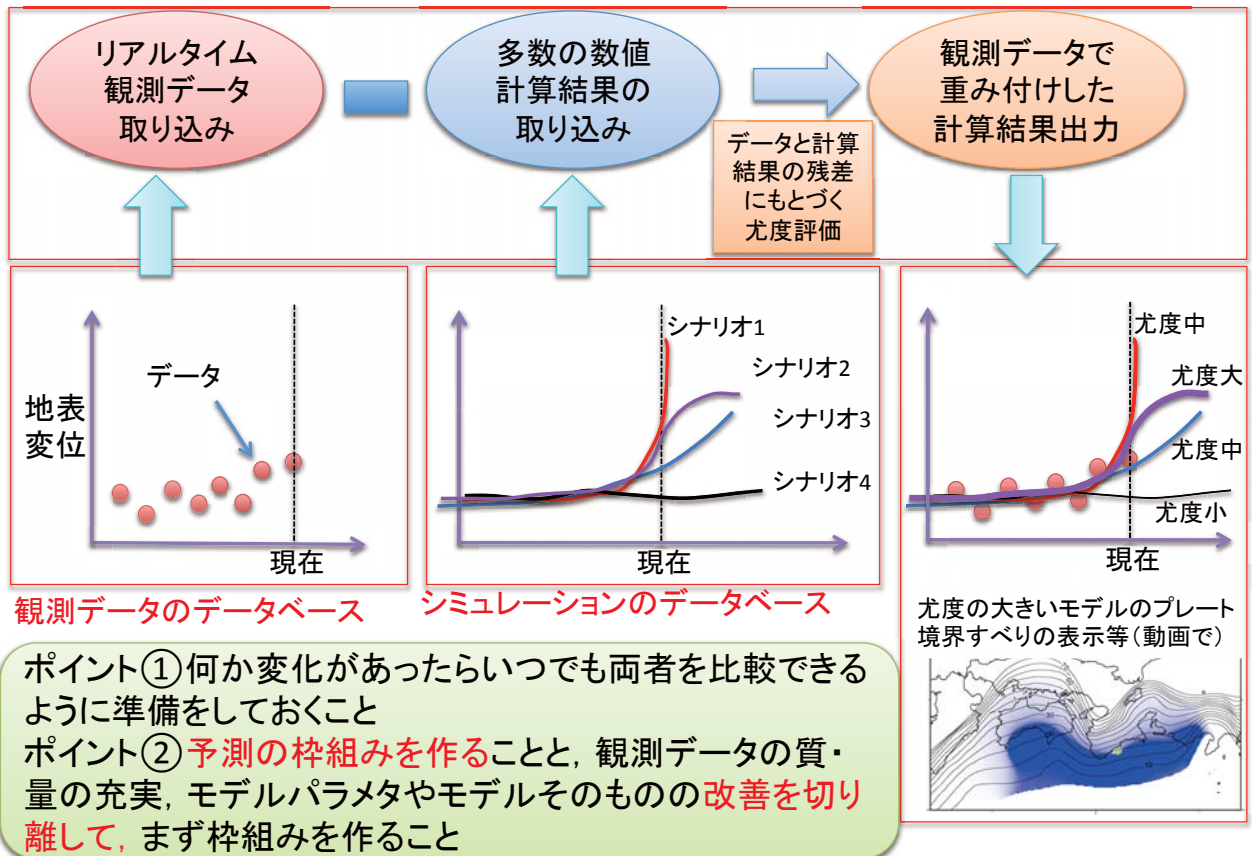 リアルタイム
観測データ
取り込み
多数の数値
計算結果の
取り込み
データと計算
結果の残差
にもとづく
尤度評価
観測データで
重み付けした
計算結果出力
データ
地表
変位
現在
観測データのデータベース
シナリオ1
シナリオ2
シナリオ3
シナリオ4
現在
シミュレーションのデータベース
尤度中
尤度大
尤度中
尤度小
現在
尤度の大きいモデルのプレート
境界すべりの表示等(動画で)
ポイント①何か変化があったらいつでも両者を比較できる
ように準備をしておくこと
ポイント②予測の枠組みを作ることと, 観測データの質・
量の充実, モデルパラメタやモデルそのものの改善を切り
離して, まず枠組みを作ること